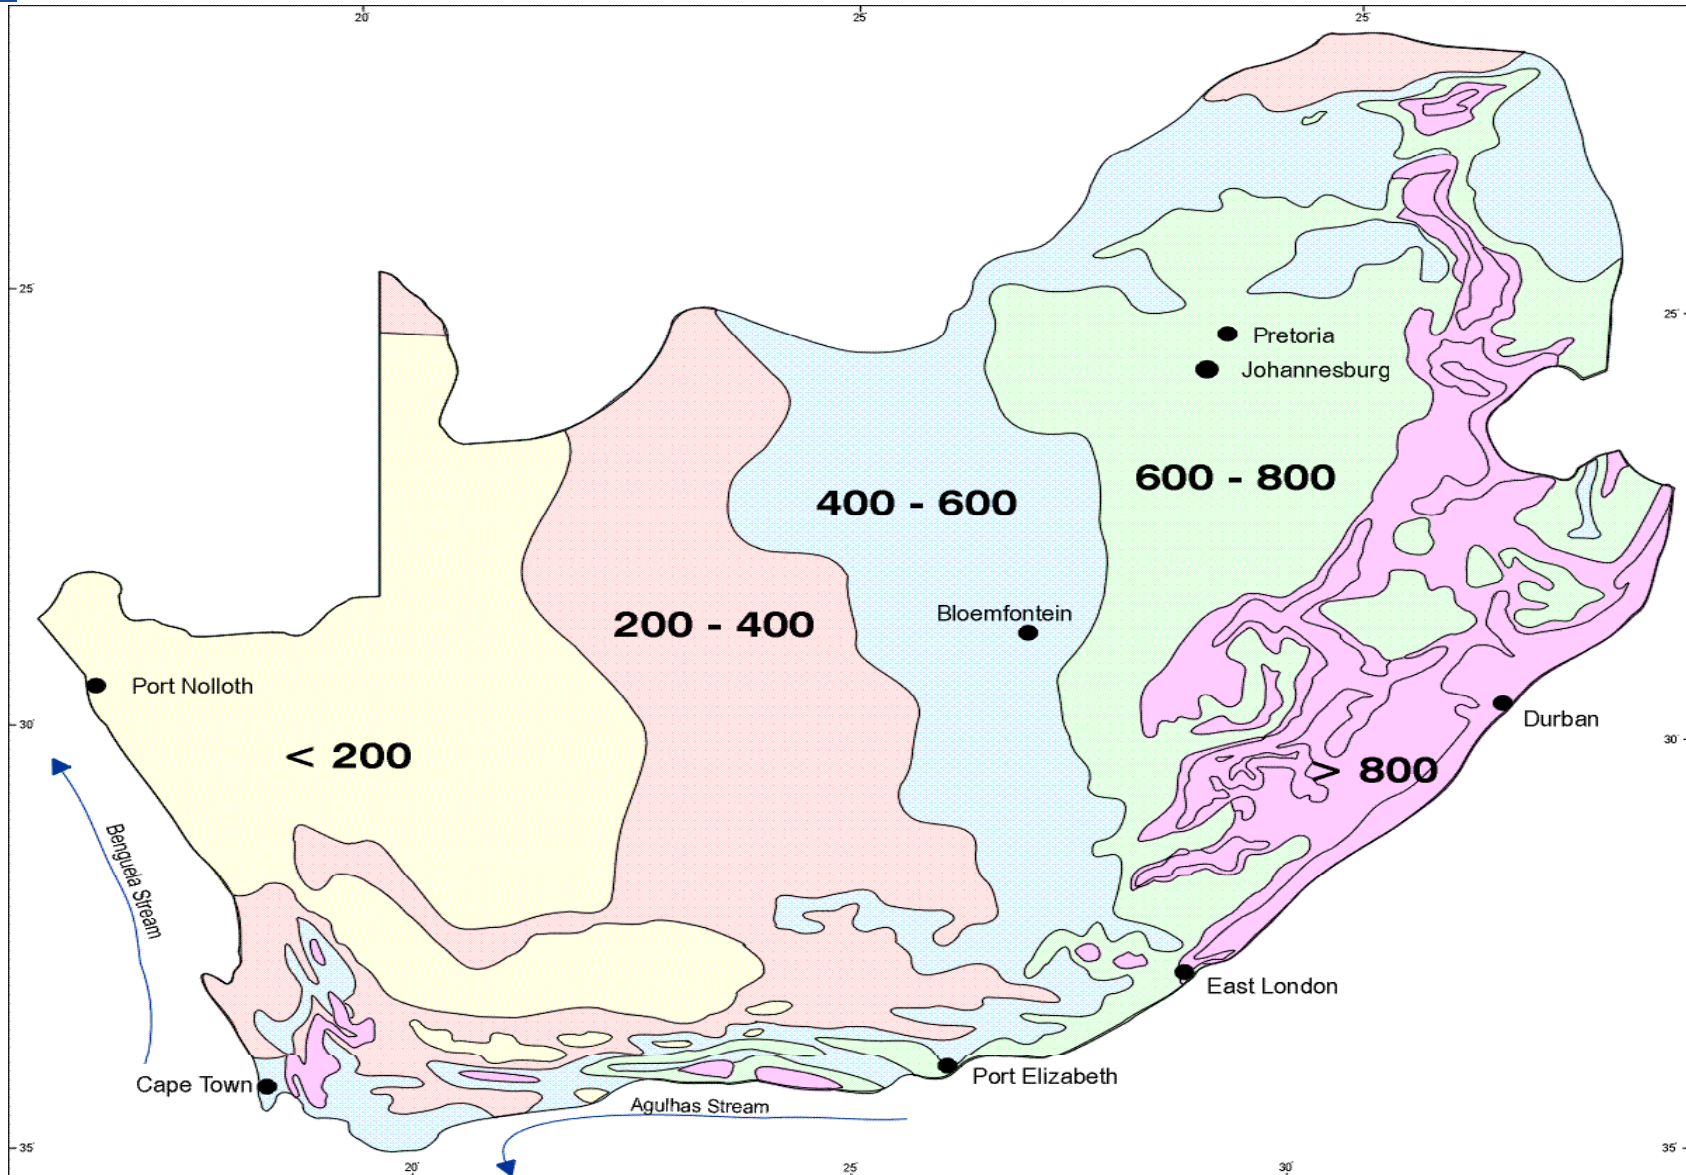 20°
25°
25°
25°
25°
Pretoria
Johannesburg
600 - 800
400 - 600
Bloemfontein
200 - 400
Port Nolloth
Durban
30°
30°
< 200
> 800
Benguela Stream
East London
Port Elizabeth
Cape Town
Agulhas Stream
35°
35°
20°
25°
30°